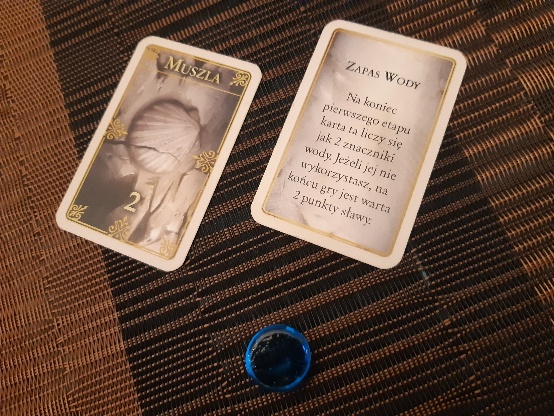 MUSZLA
2
ZAPAS WODY
Na koniec
pierwszego etapu
karta ta liczy się
jak 2 znaczniki
wody. Jeżeli jej nie
wykorzystasz, na
końcu gry jest warta
2 punkty sławy.